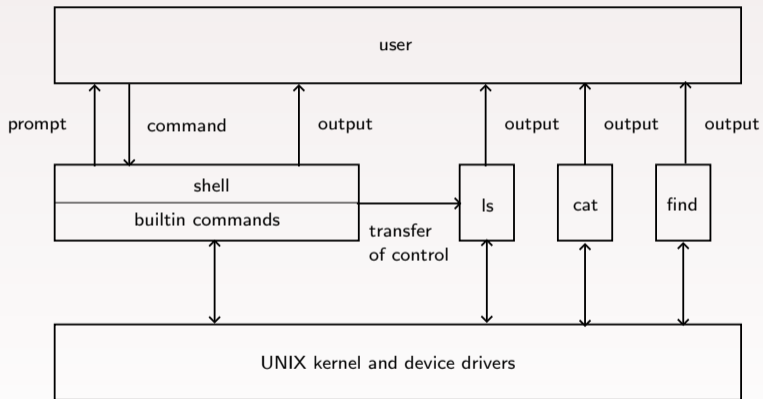 user
prompt
command
output
output
output
output
shell
builtin commands
ls
cat
find
transfer
of control
UNIX kernel and device drivers